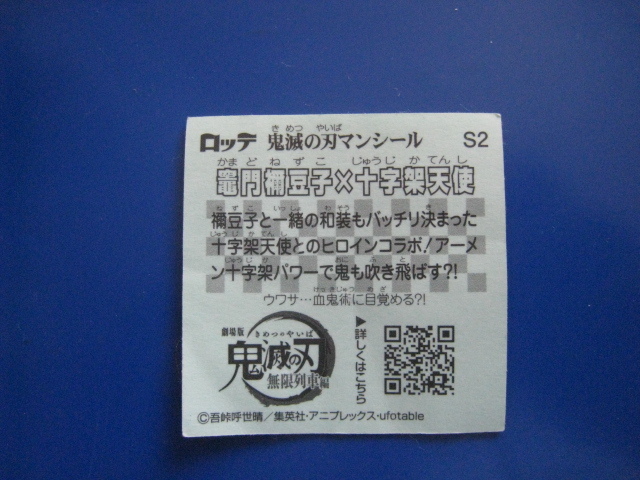 ロッテ 鬼滅の刃マンシール S2
きめつ やいば
かまどねずこ じゅうじかてんし
竈門禰豆子×十字架天使
ねずこ いっしょ わそう き
禰豆子と一緒の和装もバッチリ決まった
じゅうじかてんし
十字架天使とのヒロインコラボ!アーメ
じゅうじか おに ふ と
ン十字架パワーで鬼も吹き飛ばす?!
けっきじゅつ めざ
ウワサ…血鬼術に目覚める?!
劇場版
きめつのやいば
鬼滅の刃
無限列車編
▶詳しくはこちら
©吾峠呼世晴/集英社・アニプレックス・ufotable